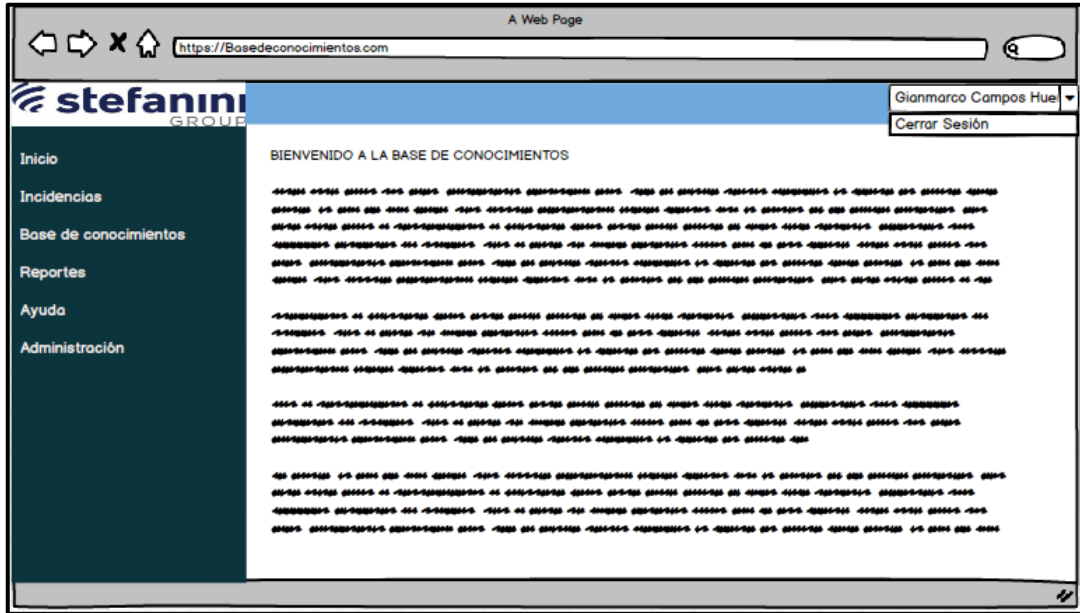 A Web Page
https://Basedeconocimientos.com
stefanini
GROUP
Gianmarco Campos Hue
Cerrar Sesión
Inicio
Incidencias
Base de conocimientos
Reportes
Ayuda
Administración
BIENVENIDO A LA BASE DE CONOCIMIENTOS